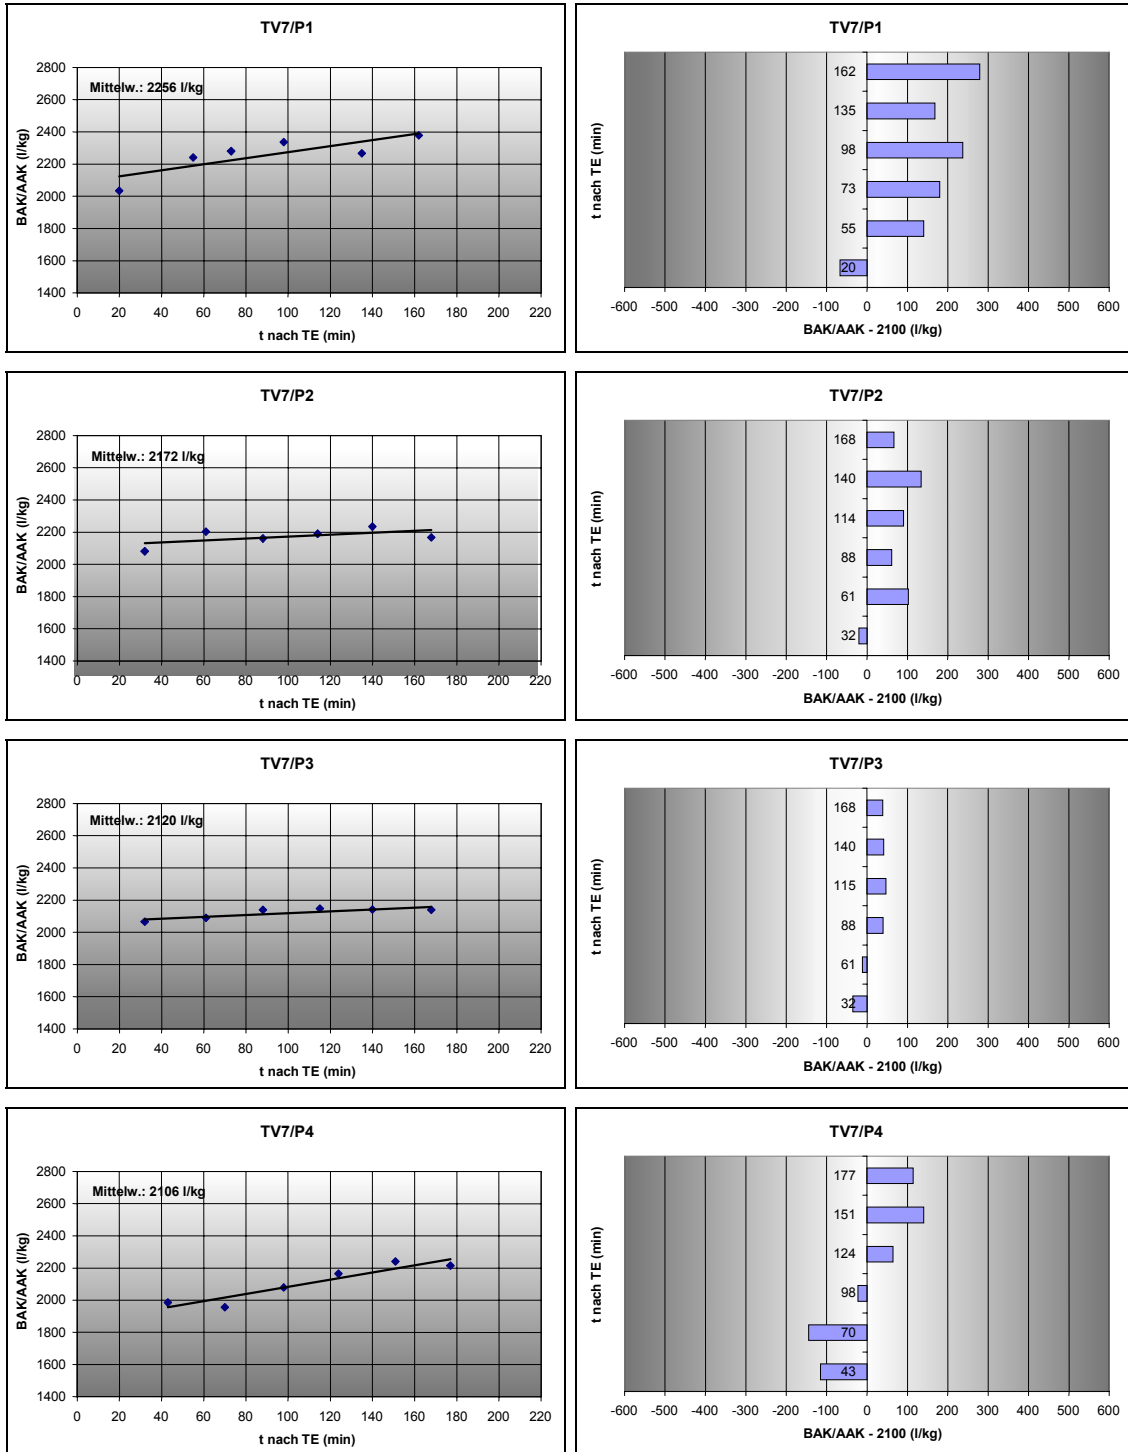 TV7/P1
2800
2600
2400
2200
2000
1800
1600
1400
BAK/AAK (l/kg)
Mittelw.: 2256 l/kg
0 20 40 60 80 100 120 140 160 180 200 220
t nach TE (min)
TV7/P1
t nach TE (min)
162
135
98
73
55
20
-600 -500 -400 -300 -200 -100 0 100 200 300 400 500 600
BAK/AAK - 2100 (l/kg)
TV7/P2
2800
2600
2400
2200
2000
1800
1600
1400
BAK/AAK (l/kg)
Mittelw.: 2172 l/kg
0 20 40 60 80 100 120 140 160 180 200 220
t nach TE (min)
TV7/P2
t nach TE (min)
168
140
114
88
61
32
-600 -500 -400 -300 -200 -100 0 100 200 300 400 500 600
BAK/AAK - 2100 (l/kg)
TV7/P3
2800
2600
2400
2200
2000
1800
1600
1400
BAK/AAK (l/kg)
Mittelw.: 2120 l/kg
0 20 40 60 80 100 120 140 160 180 200 220
t nach TE (min)
TV7/P3
t nach TE (min)
168
140
115
88
61
32
-600 -500 -400 -300 -200 -100 0 100 200 300 400 500 600
BAK/AAK - 2100 (l/kg)
TV7/P4
2800
2600
2400
2200
2000
1800
1600
1400
BAK/AAK (l/kg)
Mittelw.: 2106 l/kg
0 20 40 60 80 100 120 140 160 180 200 220
t nach TE (min)
TV7/P4
t nach TE (min)
177
151
124
98
70
43
-600 -500 -400 -300 -200 -100 0 100 200 300 400 500 600
BAK/AAK - 2100 (l/kg)